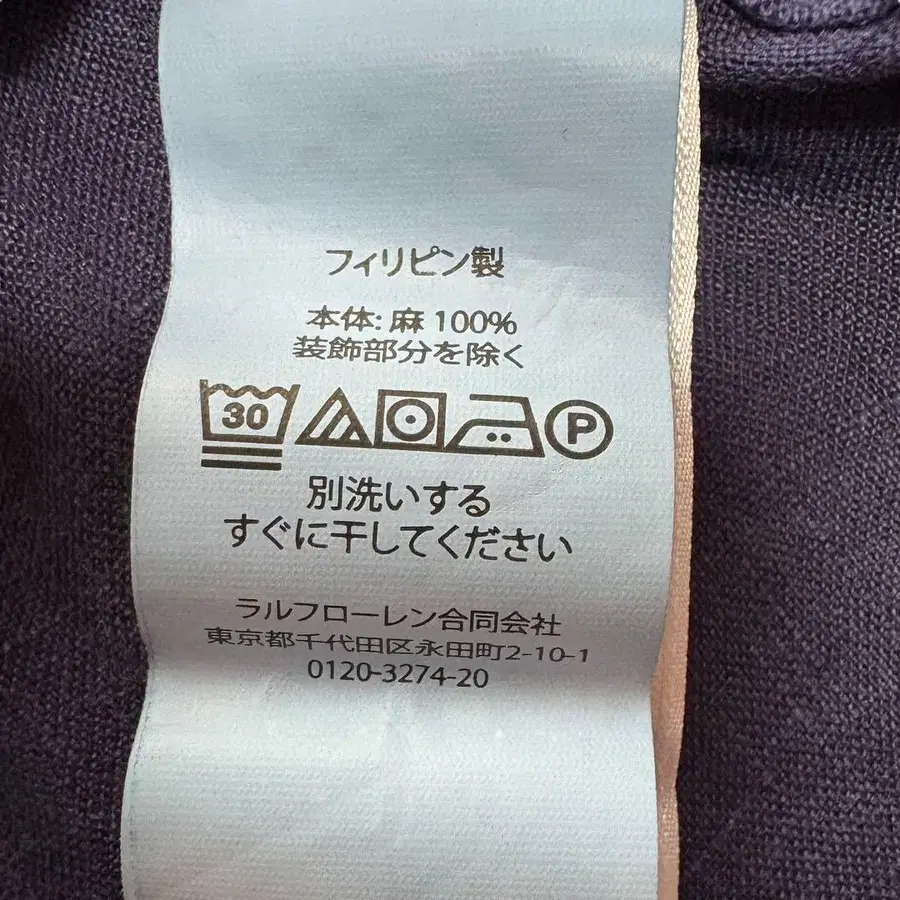 フィリピン製
本体: 麻 100%
装飾部分を除く
30 P
別洗いする
すぐに干してください
ラルフローレン合同会社
東京都千代田区永田町2-10-1
0120-3274-20